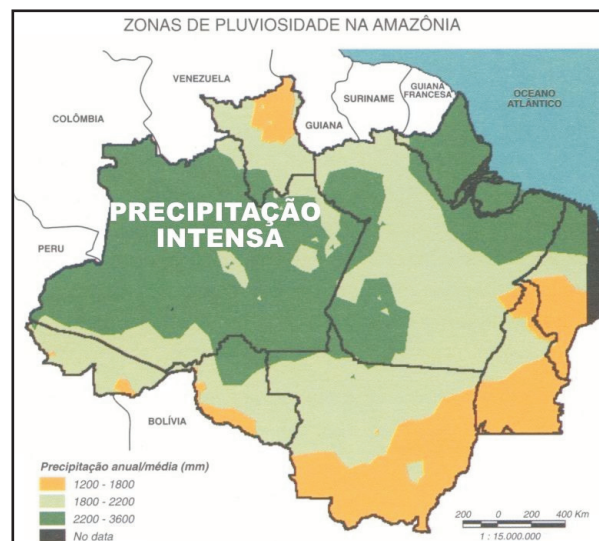 ZONAS DE PLUVIOSIDADE NA AMAZÔNIA
VENEZUELA
SURINAME
GUIANA
FRANCESA
OCEANO
ATLÂNTICO
COLÔMBIA
GUIANA
PRECIPITAÇÃO
INTENSA
PERU
BOLÍVIA
Precipitação anual/média (mm)
1200 - 1800
1800 - 2200
2200 - 3600
No data
200 0 200 400 Km
1 : 15.000.000